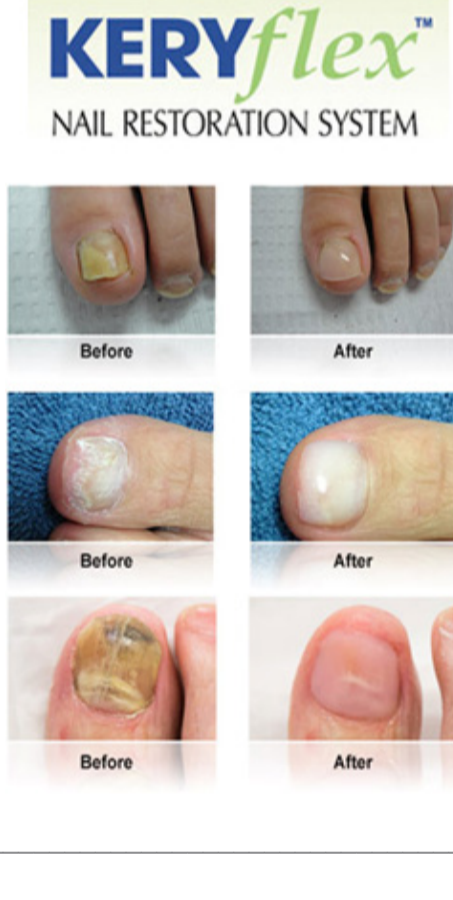 KERYflex™
NAIL RESTORATION SYSTEM
Before
After
Before
After
Before
After